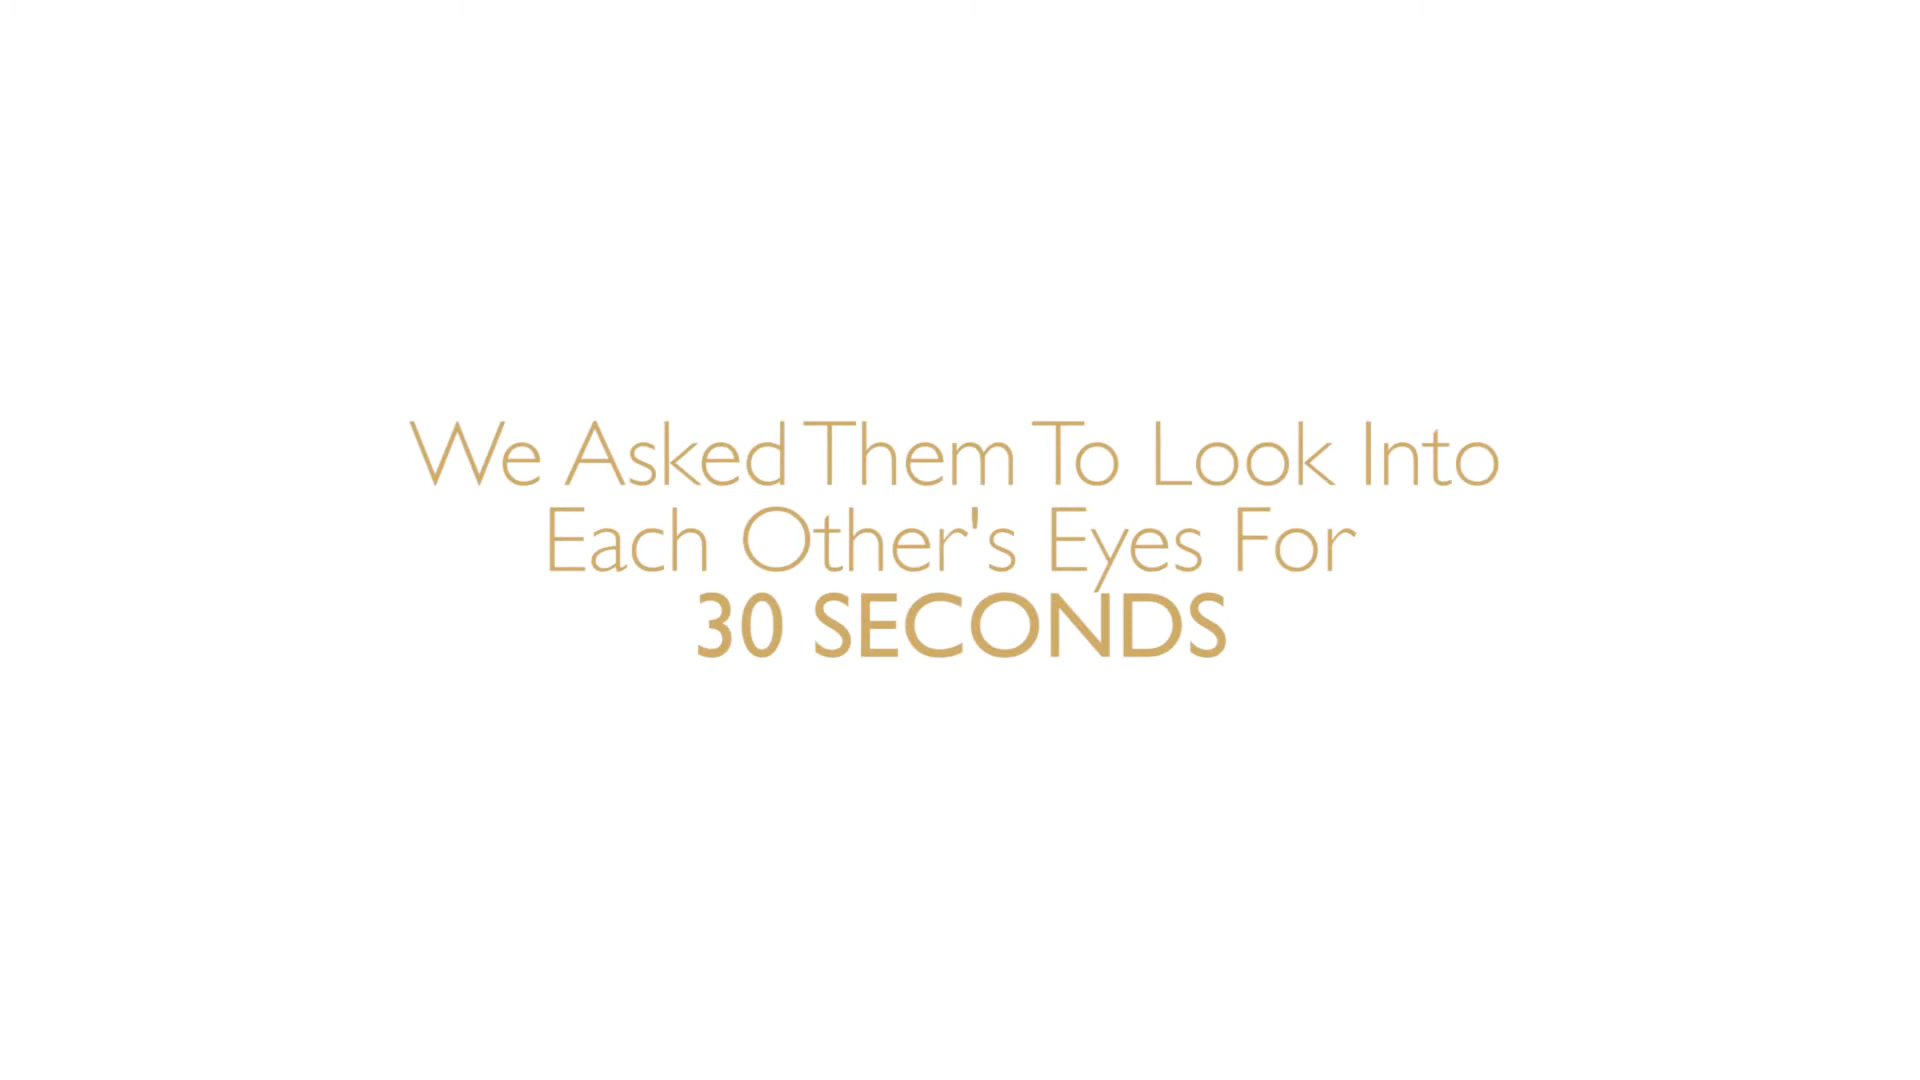 We Asked Them To Look Into
Each Other's Eyes For
30 SECONDS